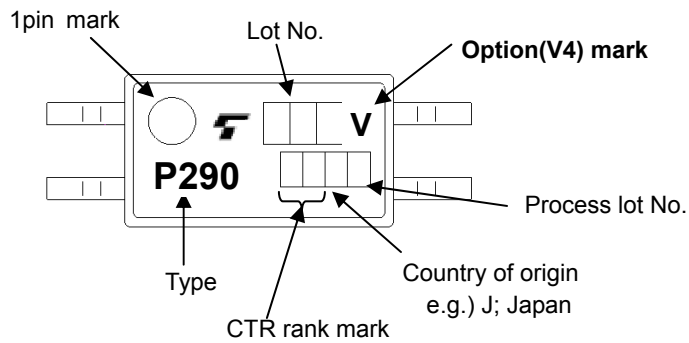 1pin mark
Lot No.
Option(V4) mark
V
P290
Process lot No.
Type
Country of origin
e.g.) J; Japan
CTR rank mark